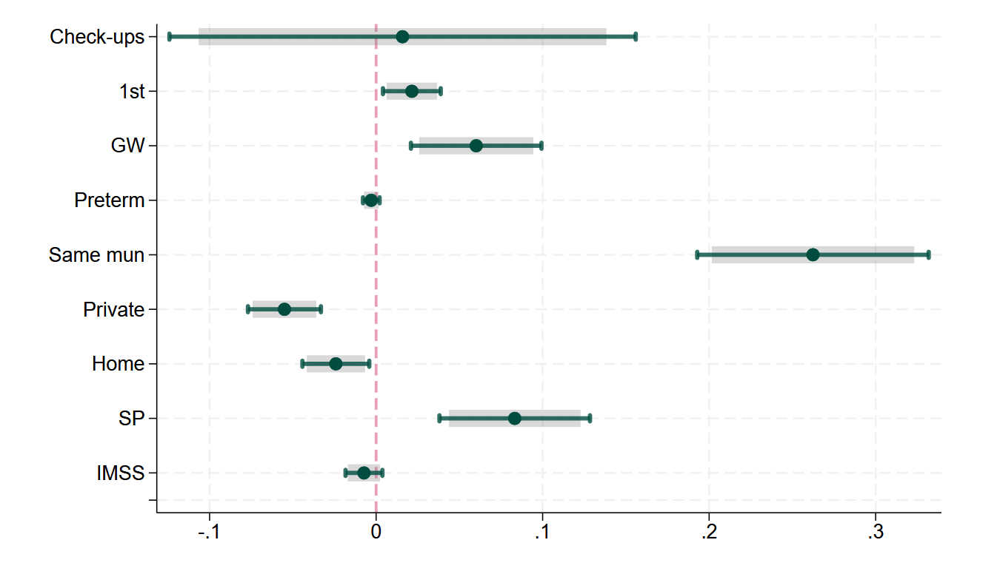 Check-ups
1st
GW
Preterm
Same mun
Private
Home
SP
IMSS
-.1 0 .1 .2 .3